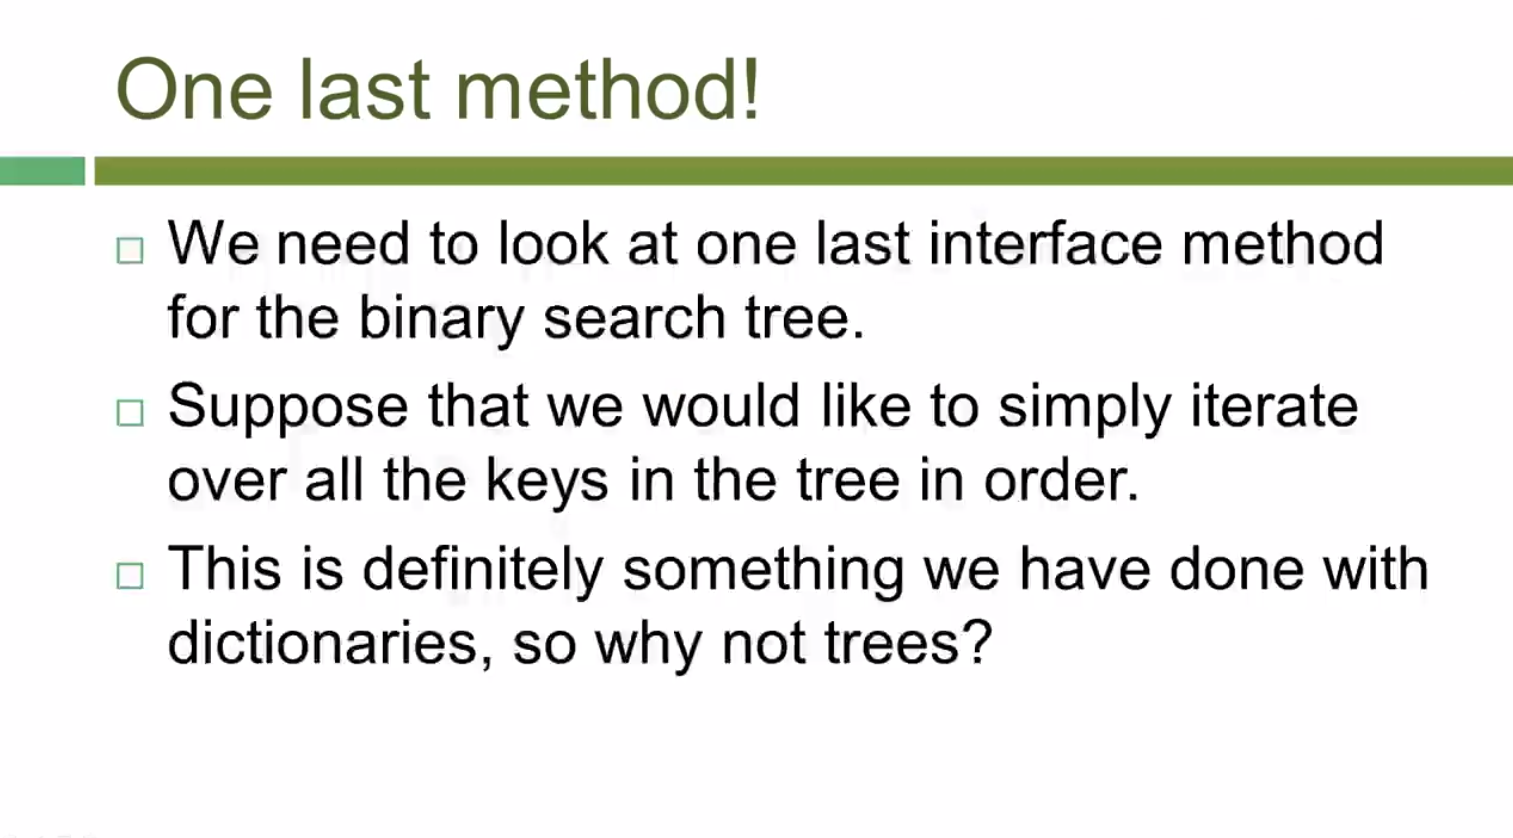 One last method!
We need to look at one last interface method
for the binary search tree.
Suppose that we would like to simply iterate
over all the keys in the tree in order.
This is definitely something we have done with
dictionaries, so why not trees?